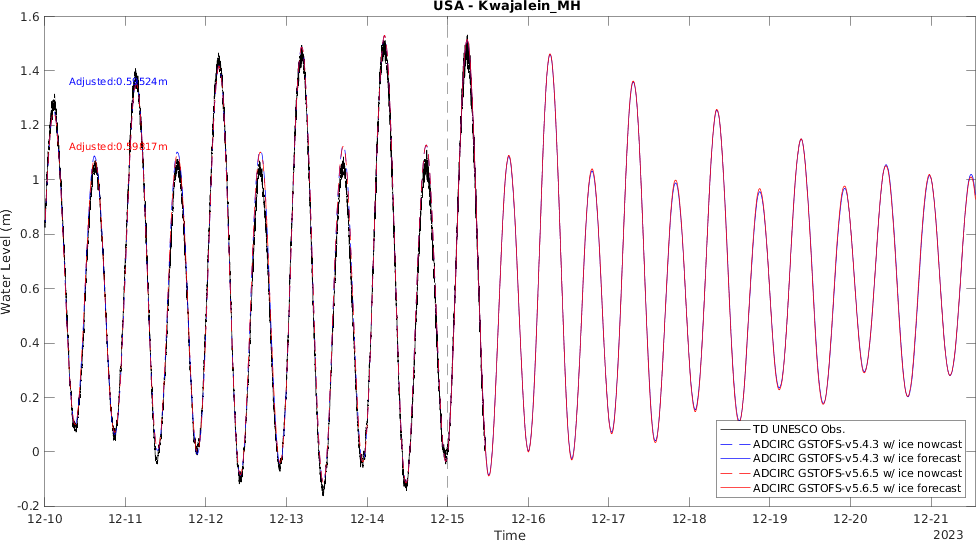 USA - Kwajalein_MH
1.6
1.4
1.2
1
0.8
0.6
0.4
0.2
0
-0.2
Water Level (m)
Adjusted:0.59524m
Adjusted:0.59817m
TD UNESCO Obs.
ADCIRC GSTOFS-v5.4.3 w/ ice nowcast
ADCIRC GSTOFS-v5.4.3 w/ ice forecast
ADCIRC GSTOFS-v5.6.5 w/ ice nowcast
ADCIRC GSTOFS-v5.6.5 w/ ice forecast
12-10 12-11 12-12 12-13 12-14 12-15 12-16 12-17 12-18 12-19 12-20 12-21
Time
2023